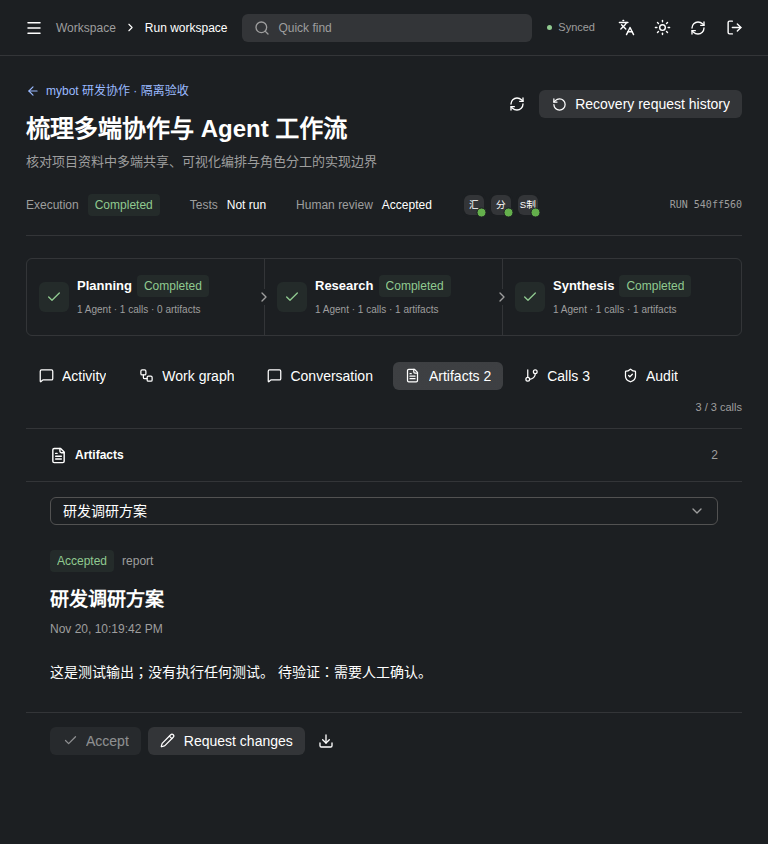 Workspace > Run workspace
Quick find
Synced
mybot 研发协作 · 隔离验收
梳理多端协作与 Agent 工作流
核对项目资料中多端共享、可视化编排与角色分工的实现边界
Recovery request history
Execution Completed Tests Not run Human review Accepted 汇 分 S制 RUN 540ff560
Planning Completed
1 Agent · 1 calls · 0 artifacts
Research Completed
1 Agent · 1 calls · 1 artifacts
Synthesis Completed
1 Agent · 1 calls · 1 artifacts
Activity Work graph Conversation Artifacts 2 Calls 3 Audit
3 / 3 calls
Artifacts 2
研发调研方案
Accepted report
研发调研方案
Nov 20, 10:19:42 PM
这是测试输出；没有执行任何测试。 待验证：需要人工确认。
Accept Request changes